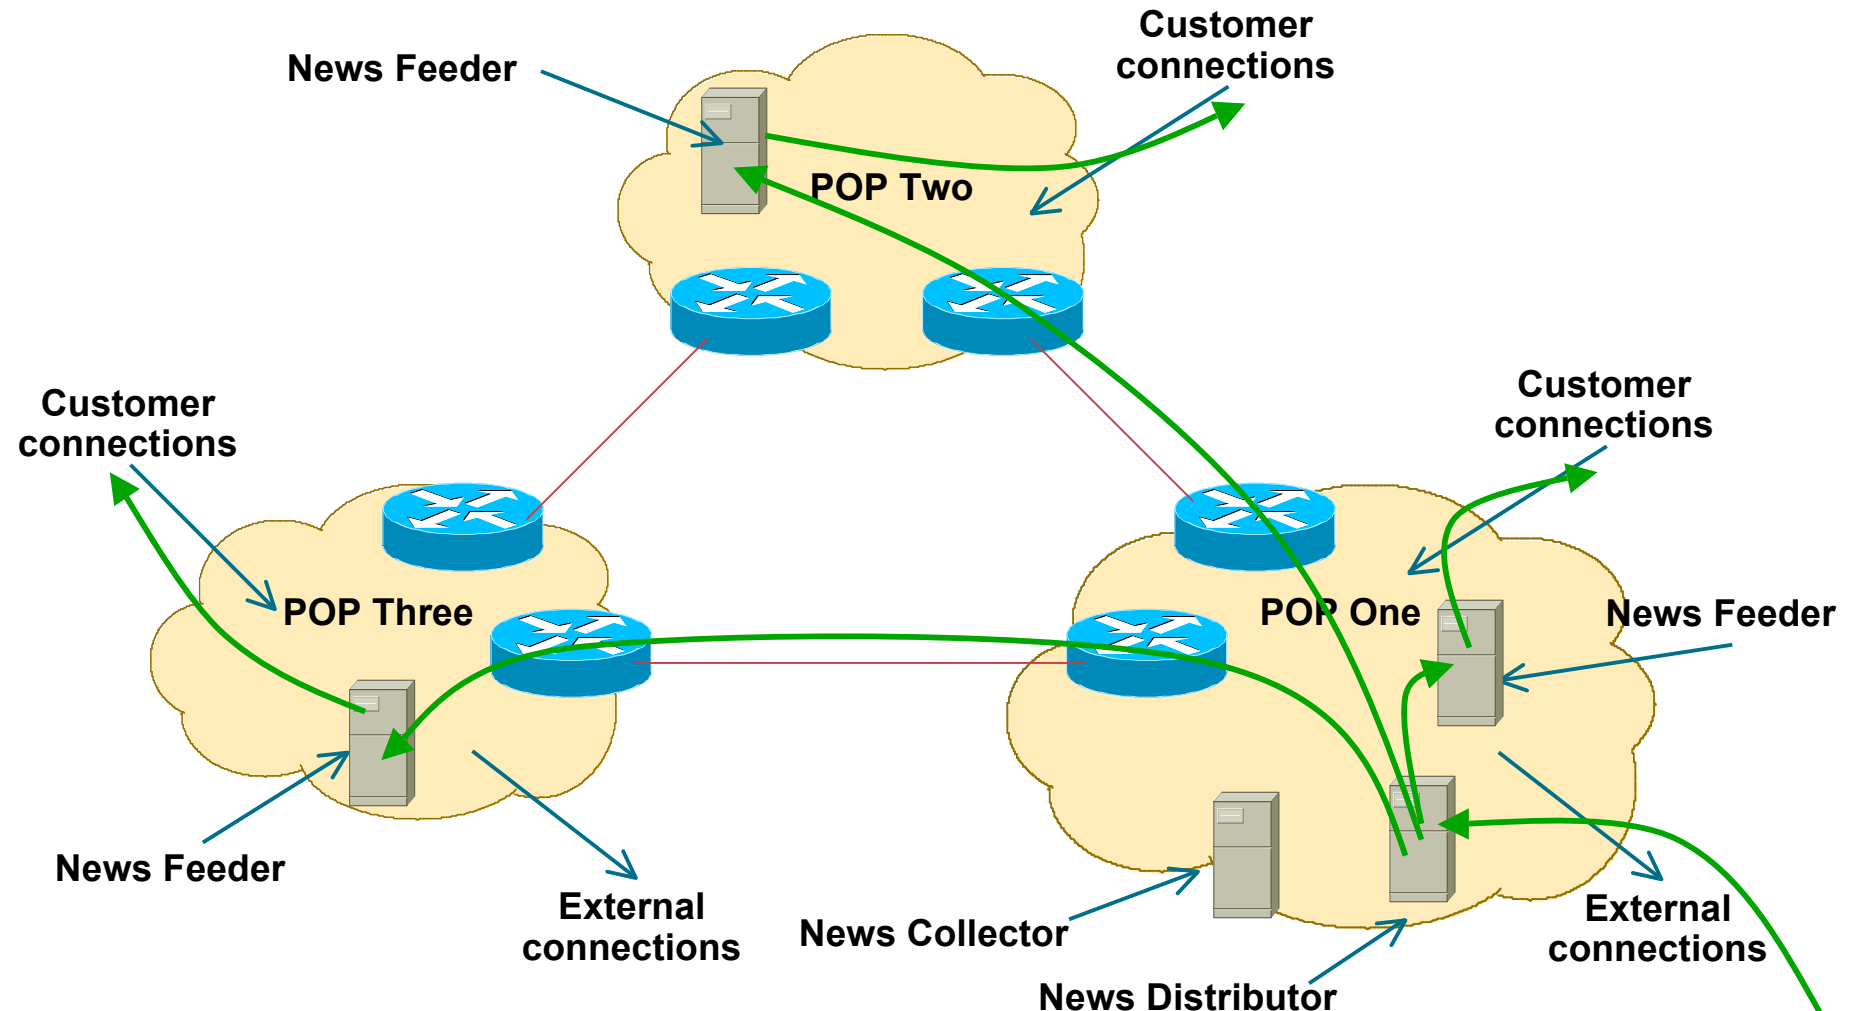 Customer
connections
News Feeder
POP Two
Customer
connections
Customer
connections
POP Three
POP One
News Feeder
News Feeder
External
connections
News Collector
External
connections
News Distributor